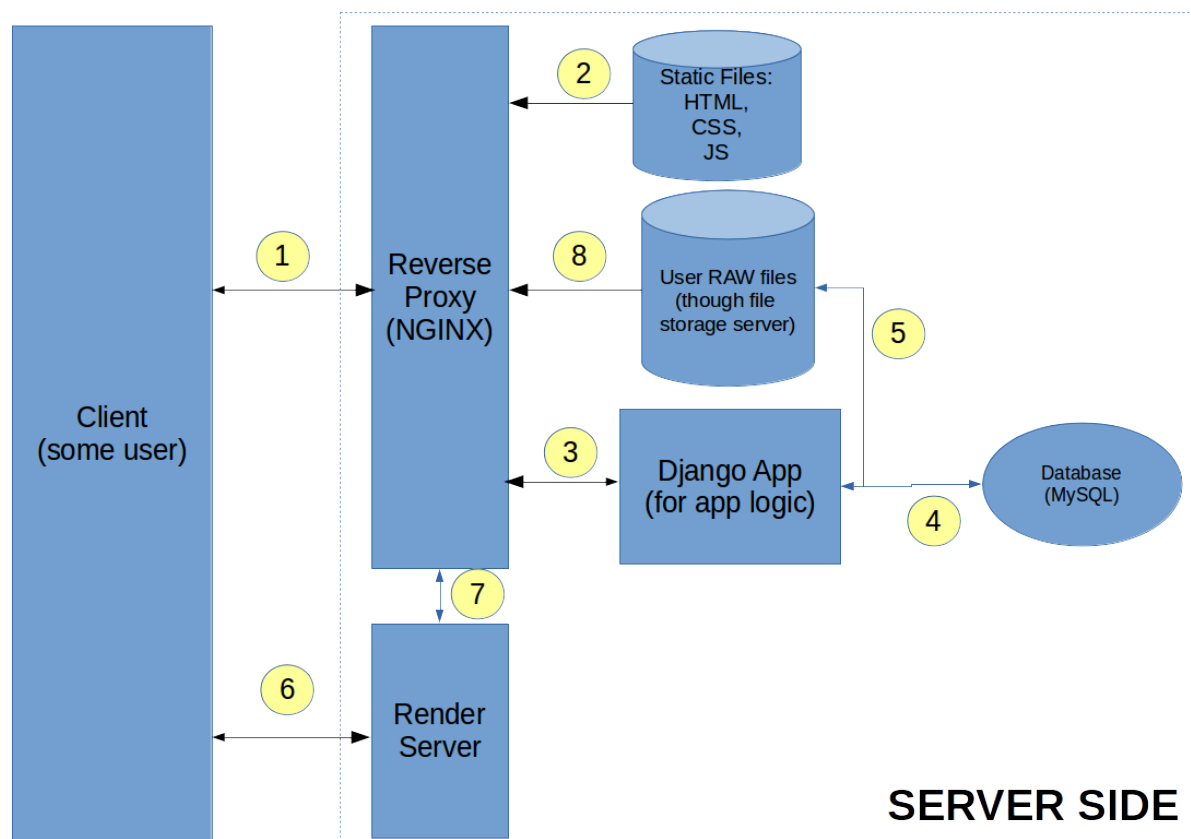 Client
(some user)
1
Reverse
Proxy
(NGINX)
2
Static Files:
HTML,
CSS,
JS
8
User RAW files
(though file
storage server)
5
3
Django App
(for app logic)
4
Database
(MySQL)
7
6
Render
Server
SERVER SIDE